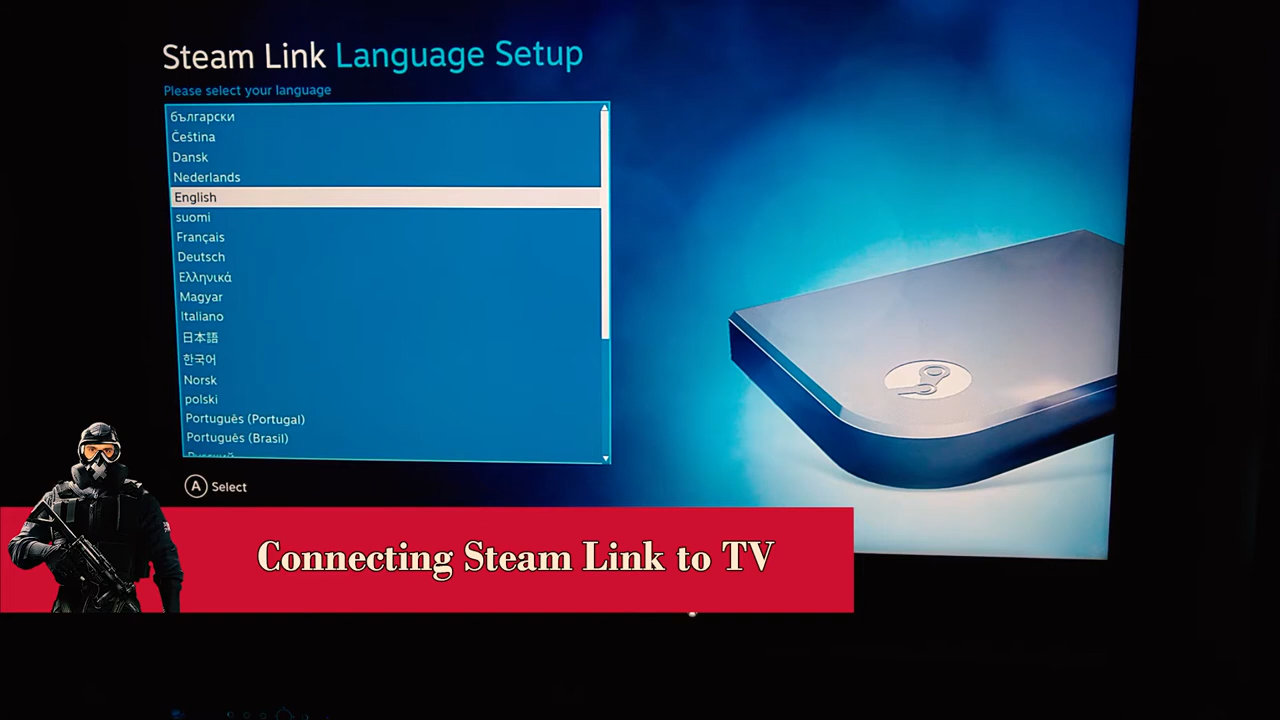 Steam Link Language Setup
Please select your language
български
Čeština
Dansk
Nederlands
English
suomi
Français
Deutsch
Ελληνικά
Magyar
Italiano
日本語
한국어
Norsk
polski
Português (Portugal)
Português (Brasil)
A Select
Connecting Steam Link to TV